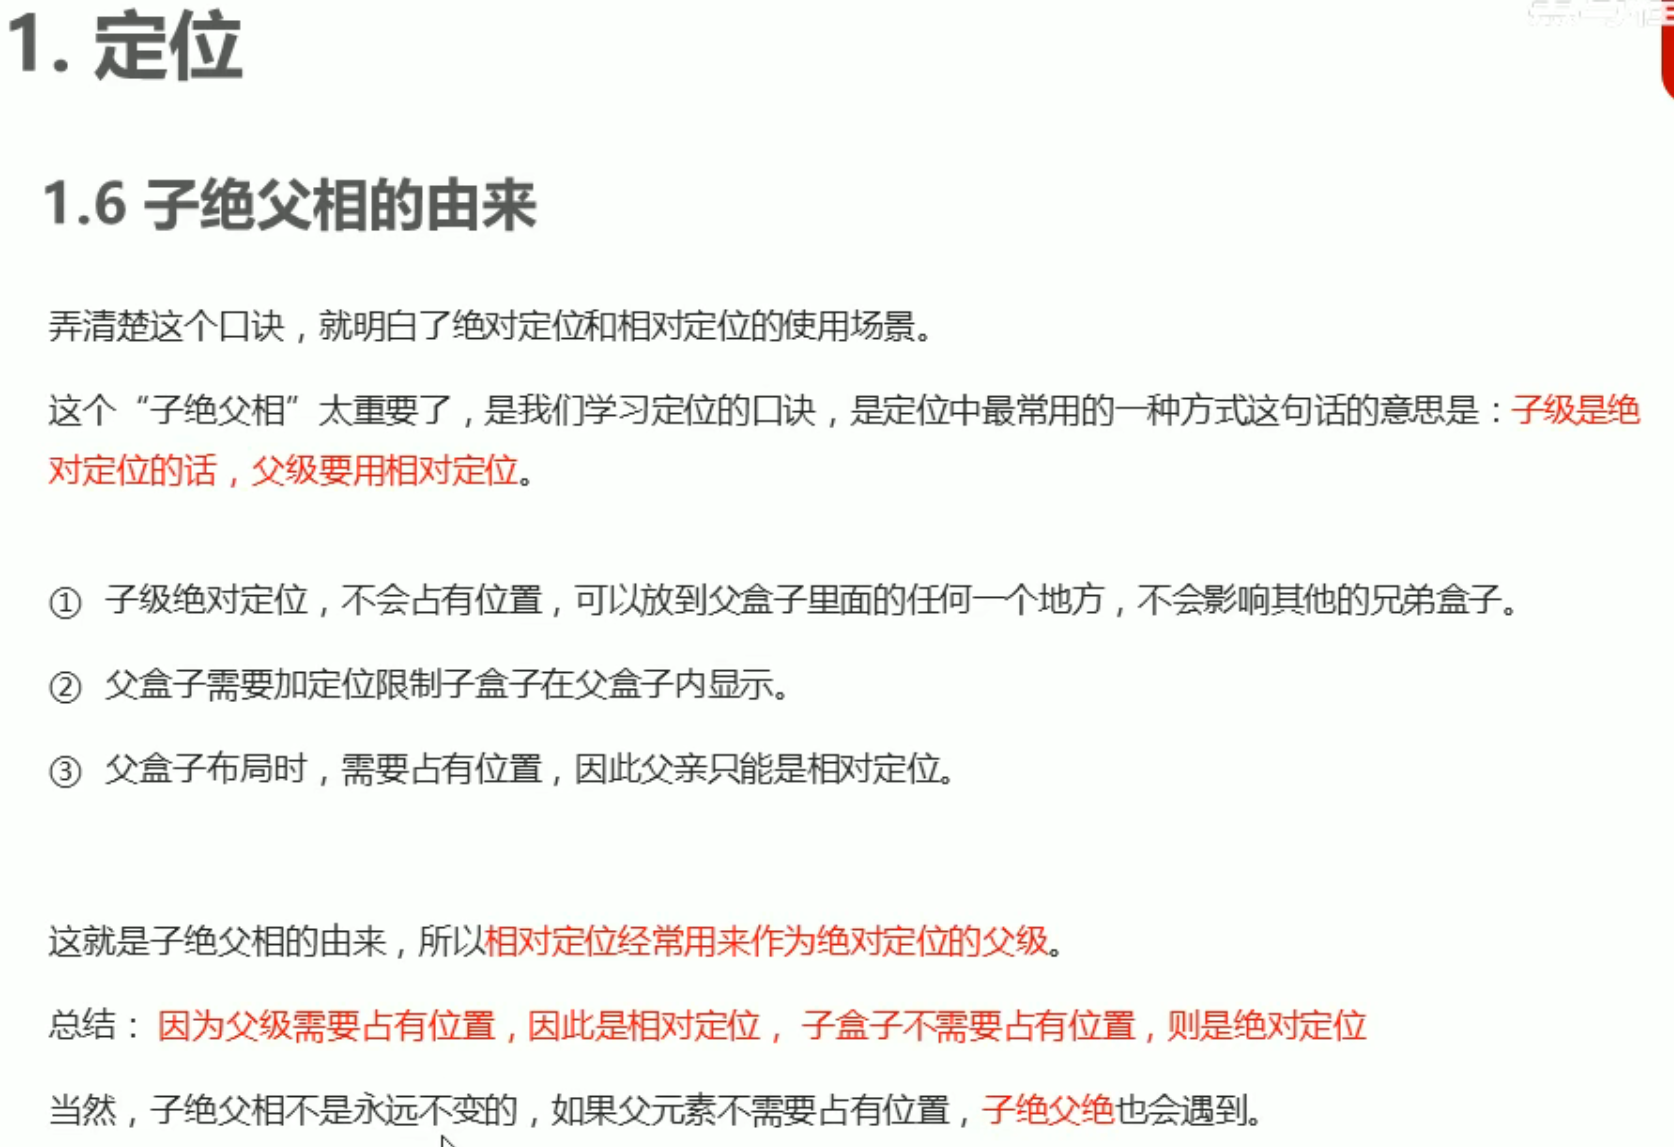 1. 定位
1.6 子绝父相的由来
弄清楚这个口诀，就明白了绝对定位和相对定位的使用场景。
这个“子绝父相”太重要了，是我们学习定位的口诀，是定位中最常用的一种方式这句话的意思是：子级是绝
对定位的话，父级要用相对定位。
① 子级绝对定位，不会占有位置，可以放到父盒子里面的任何一个地方，不会影响其他的兄弟盒子。
② 父盒子需要加定位限制子盒子在父盒子内显示。
③ 父盒子布局时，需要占有位置，因此父亲只能是相对定位。
这就是子绝父相的由来，所以相对定位经常用来作为绝对定位的父级。
总结： 因为父级需要占有位置，因此是相对定位， 子盒子不需要占有位置，则是绝对定位
当然，子绝父相不是永远不变的，如果父元素不需要占有位置，子绝父绝也会遇到。